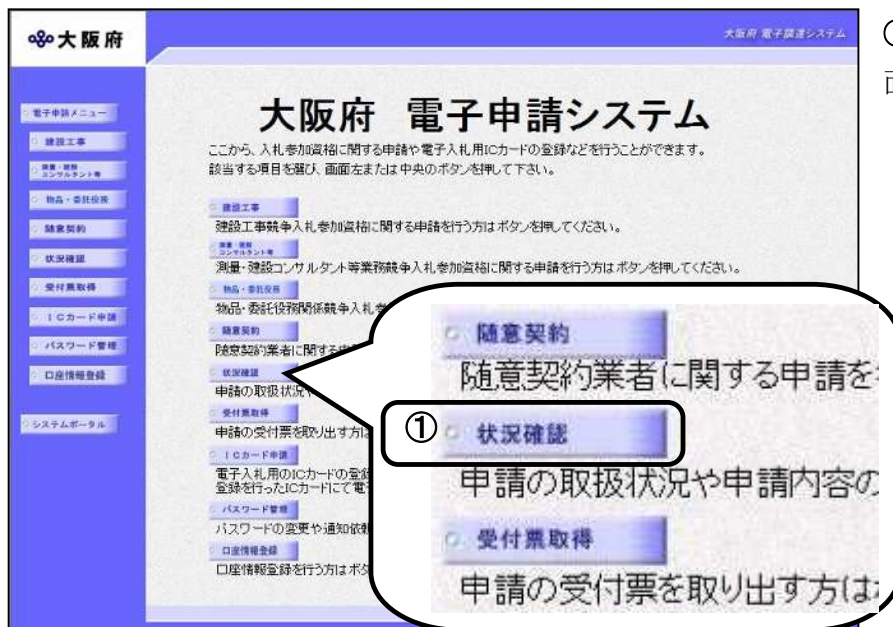 大阪府
大阪府 電子調達システム
電子申請メニュー
建設工事
測量・建設
コンサルタント等
物品・委託役務
随意契約
状況確認
受付票取得
ICカード申請
パスワード管理
口座情報登録
システムポータル
大阪府 電子申請システム
ここから、入札参加資格に関する申請や電子入札用ICカードの登録などを行うことができます。
該当する項目を選び、画面左または中央のボタンを押して下さい。
建設工事
建設工事競争入札参加資格に関する申請を行う方はボタンを押してください。
測量・建設
コンサルタント等
測量・建設コンサルタント等業務競争入札参加資格に関する申請を行う方はボタンを押してください。
物品・委託役務
物品・委託役務関係競争入札参
随意契約
随意契約業者に関する
状況確認
申請の取扱状況
受付票取得
申請の受付票を取り出す方は
ICカード申請
電子入札用のICカードの登録
登録を行ったICカードにて電
パスワード管理
パスワードの変更や通知依頼
口座情報登録
口座情報登録を行う方はボタ
随意契約
随意契約業者に関する申請を
① 状況確認
申請の取扱状況や申請内容の
受付票取得
申請の受付票を取り出す方は